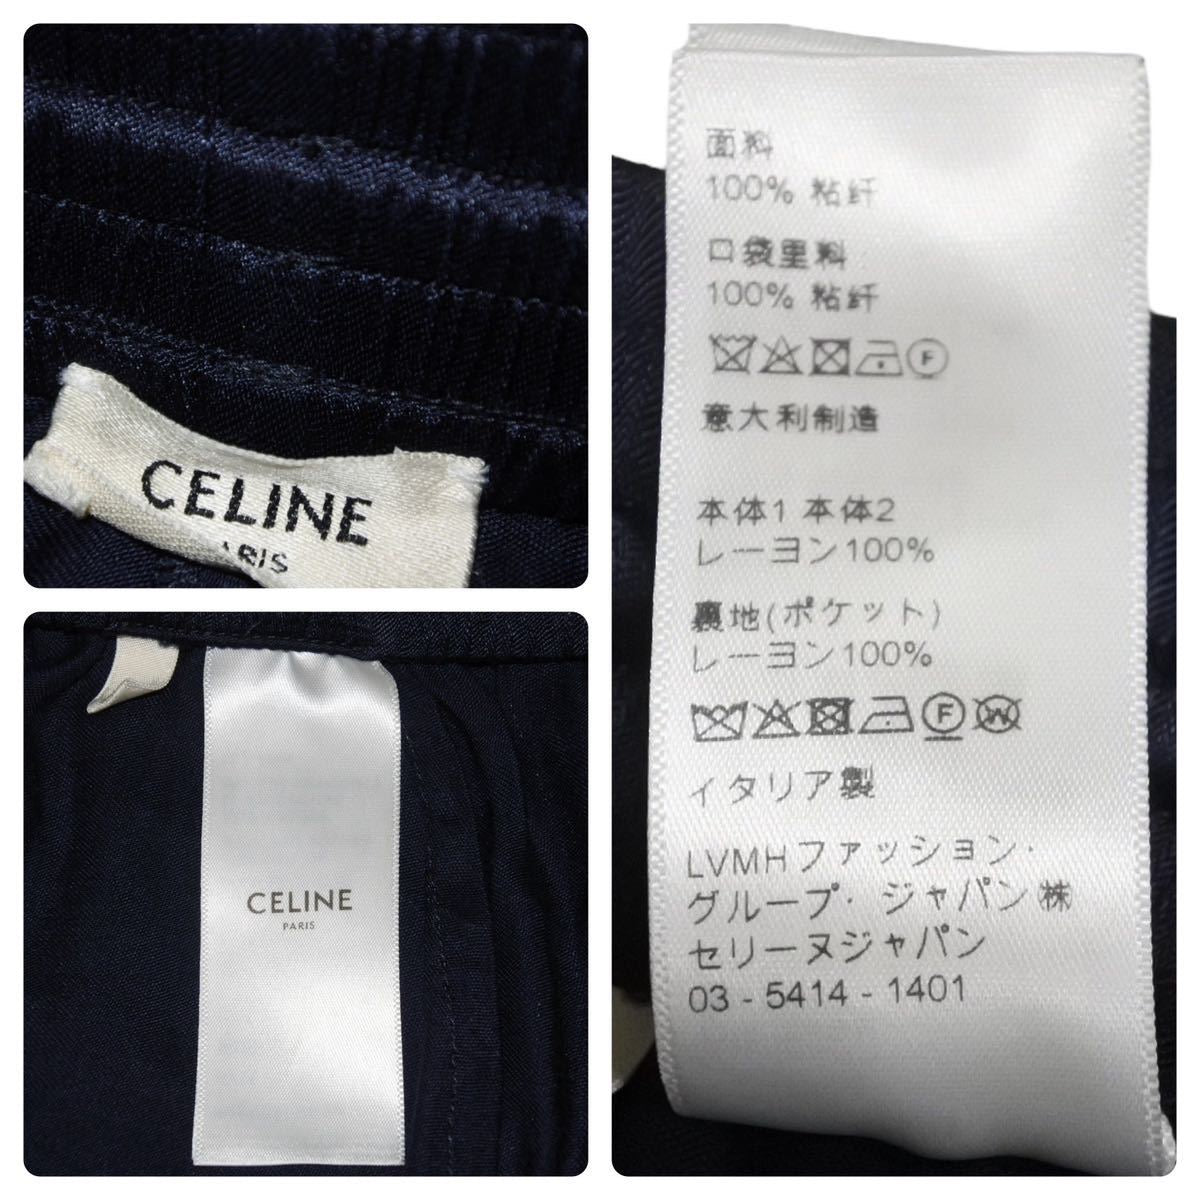 CELINE
CELINE
PARIS
面料
100% 粘纤
口袋里料
100% 粘纤
F
意大利制造
本体1 本体2
レーヨン100%
裏地(ポケット)
レーヨン100%
F W
イタリア製
LVMHファッション・
グループ・ジャパン㈱
セリーヌジャパン
03 - 5414 - 1401